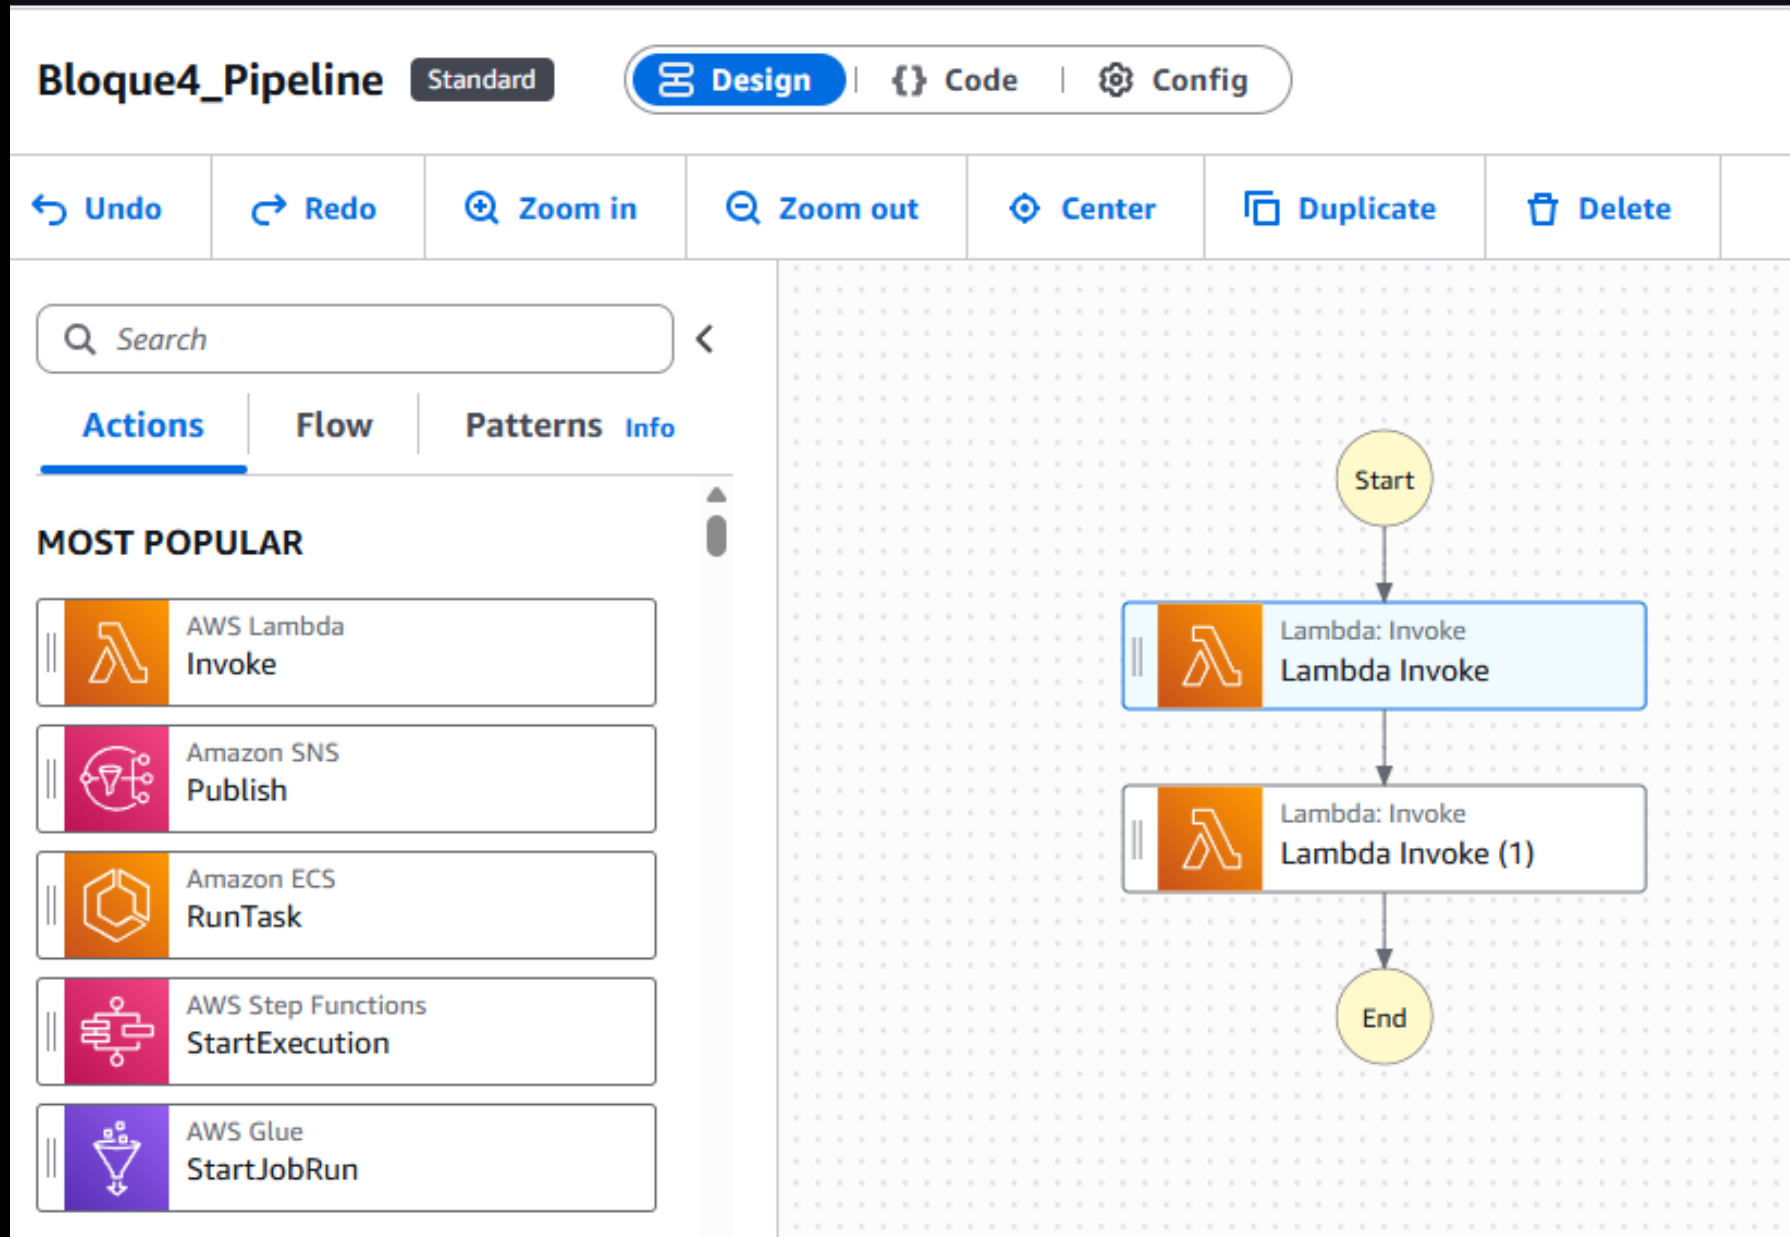 Bloque4_Pipeline Standard Design {} Code Config
Undo Redo Zoom in Zoom out Center Duplicate Delete
Search
Actions Flow Patterns Info
MOST POPULAR
AWS Lambda
Invoke
Amazon SNS
Publish
Amazon ECS
RunTask
AWS Step Functions
StartExecution
AWS Glue
StartJobRun
Start
Lambda: Invoke
Lambda Invoke
Lambda: Invoke
Lambda Invoke (1)
End